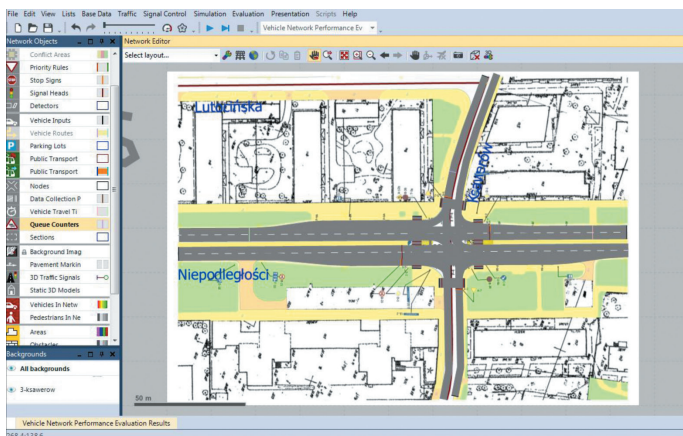 File Edit View Lists Base Data Traffic Signal Control Simulation Evaluation Presentation Scripts Help
Vehicle Network Performance Ev
Network Objects
Network Editor
Select layout...
Conflict Areas
Priority Rules
Stop Signs
Signal Heads
Detectors
Vehicle Inputs
Vehicle Routes
Parking Lots
Public Transport
Public Transport
Nodes
Data Collection P
Vehicle Travel Ti
Queue Counters
Sections
Background Imag
Pavement Markin
3D Traffic Signals
Static 3D Models
Vehicles In Netw
Pedestrians In Ne
Areas
Obstacles
Backgrounds
All backgrounds
3-ksawerow
Ksawerów
Niepodległości
50 m
Vehicle Network Performance Evaluation Results